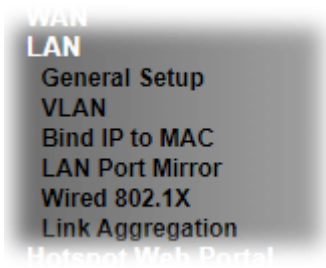 WAN
LAN
General Setup
VLAN
Bind IP to MAC
LAN Port Mirror
Wired 802.1X
Link Aggregation
Hotspot Web Portal